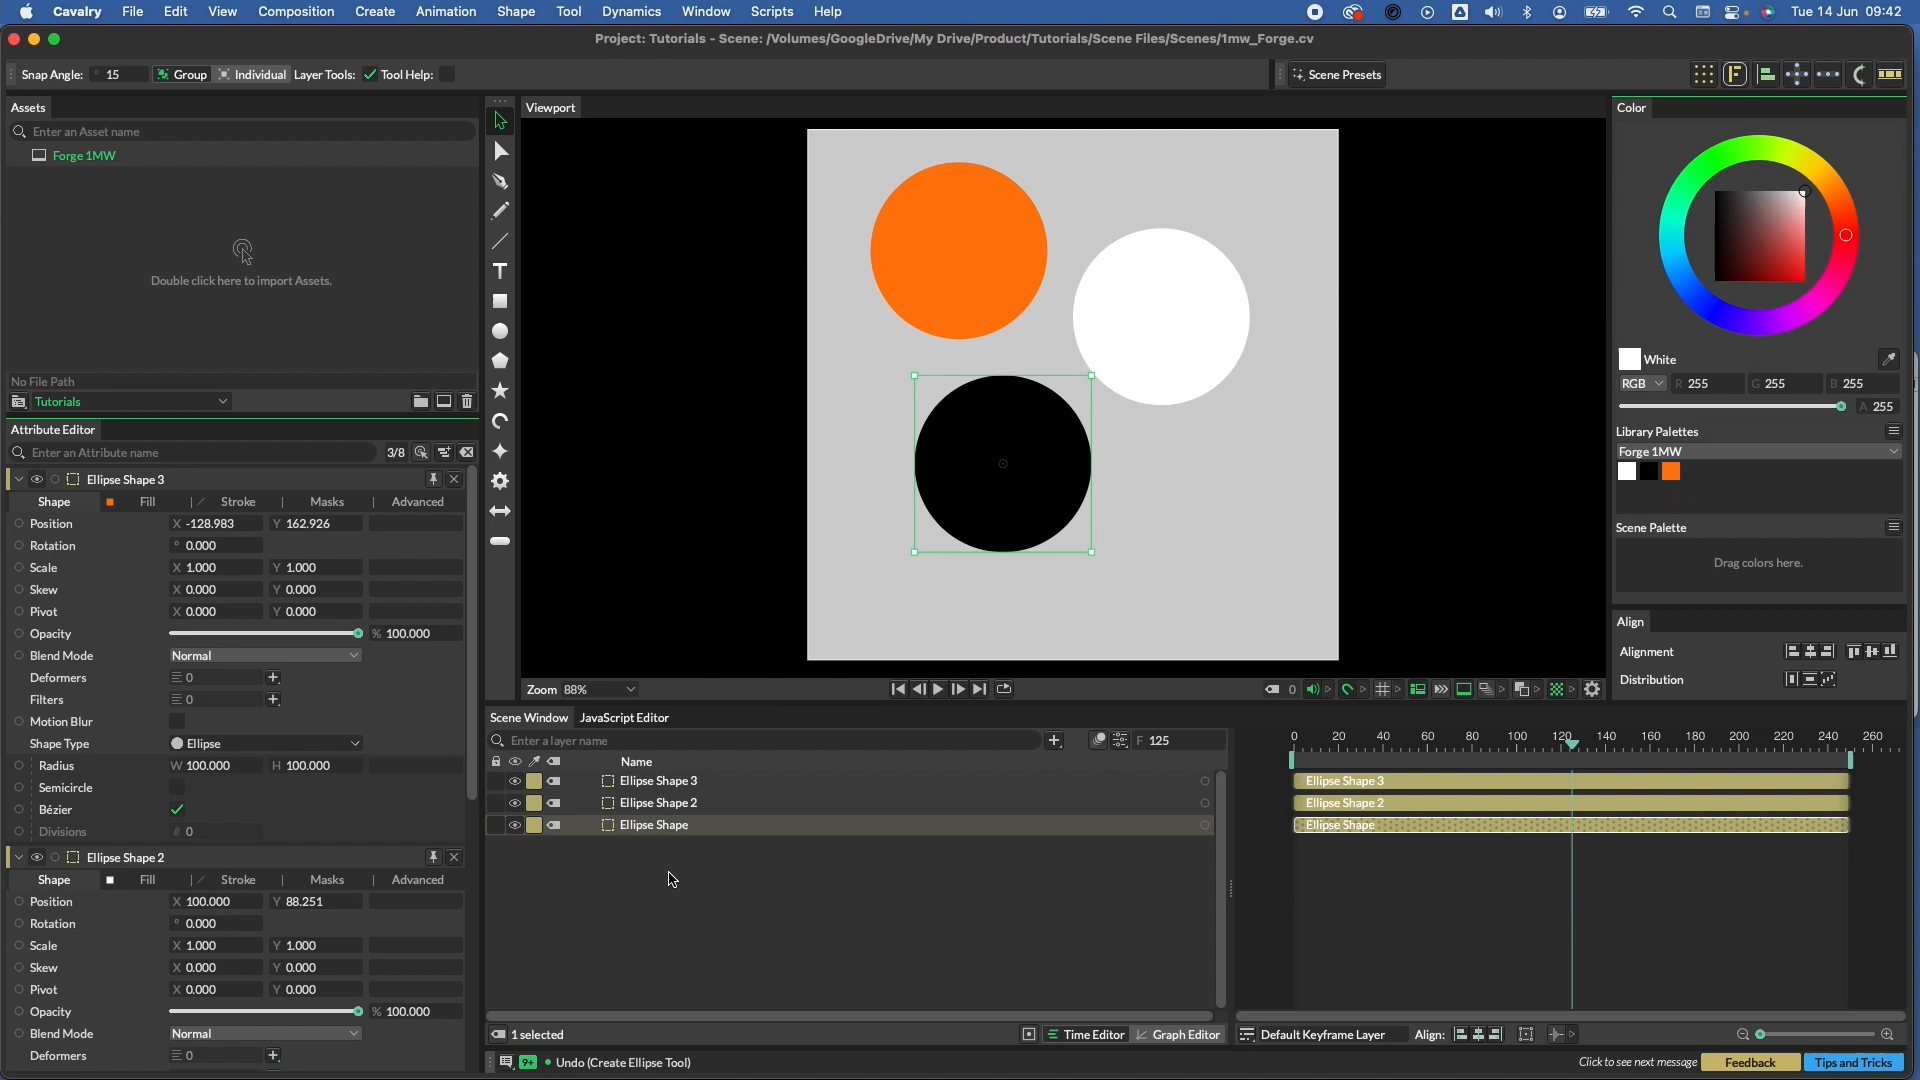 Cavalry File Edit View Composition Create Animation Shape Tool Dynamics Window Scripts Help Tue 14 Jun 09:42
Project: Tutorials - Scene: /Volumes/GoogleDrive/My Drive/Product/Tutorials/Scene Files/Scenes/1mw_Forge.cv
Snap Angle: ° 15 Group Individual Layer Tools: Tool Help: Scene Presets
Assets
Enter an Asset name
Forge 1MW
Double click here to import Assets.
No File Path
Tutorials
Attribute Editor
Enter an Attribute name 3/8
Ellipse Shape 3
Shape Fill Stroke Masks Advanced
Position X -128.983 Y 162.926
Rotation ° 0.000
Scale X 1.000 Y 1.000
Skew X 0.000 Y 0.000
Pivot X 0.000 Y 0.000
Opacity % 100.000
Blend Mode Normal
Deformers 0
Filters 0
Motion Blur
Shape Type Ellipse
Radius W 100.000 H 100.000
Semicircle
Bézier
Divisions # 0
Ellipse Shape 2
Shape Fill Stroke Masks Advanced
Position X 100.000 Y 88.251
Rotation ° 0.000
Scale X 1.000 Y 1.000
Skew X 0.000 Y 0.000
Pivot X 0.000 Y 0.000
Opacity % 100.000
Blend Mode Normal
Deformers 0
Viewport
Zoom 88% 0
Scene Window JavaScript Editor
Enter a layer name F 125
Name
Ellipse Shape 3
Ellipse Shape 2
Ellipse Shape
0 20 40 60 80 100 120 140 160 180 200 220 240 260
Ellipse Shape 3
Ellipse Shape 2
Ellipse Shape
1 selected Time Editor Graph Editor Default Keyframe Layer Align:
9+ Undo (Create Ellipse Tool) Click to see next message Feedback Tips and Tricks
Color
White
RGB R 255 G 255 B 255
A 255
Library Palettes
Forge 1MW
Scene Palette
Drag colors here.
Align
Alignment
Distribution